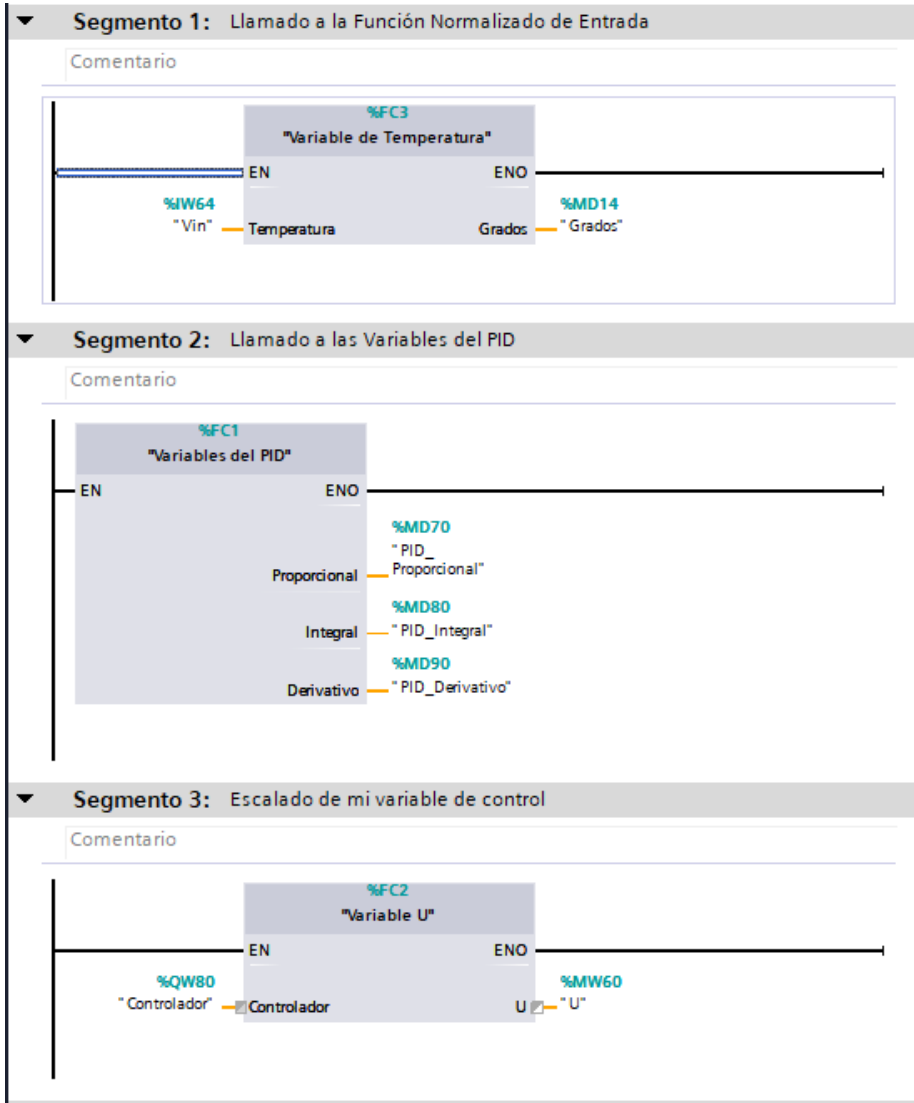 Segmento 1: Llamado a la Función Normalizado de Entrada
Comentario
%FC3
"Variable de Temperatura"
EN ENO
%IW64 %MD14
"Vin" Temperatura Grados "Grados"
Segmento 2: Llamado a las Variables del PID
Comentario
%FC1
"Variables del PID"
EN ENO
%MD70
"PID_
Proporcional Proporcional"
%MD80
Integral "PID_Integral"
%MD90
Derivativo "PID_Derivativo"
Segmento 3: Escalado de mi variable de control
Comentario
%FC2
"Variable U"
EN ENO
%QW80 %MW60
"Controlador" Controlador U "U"